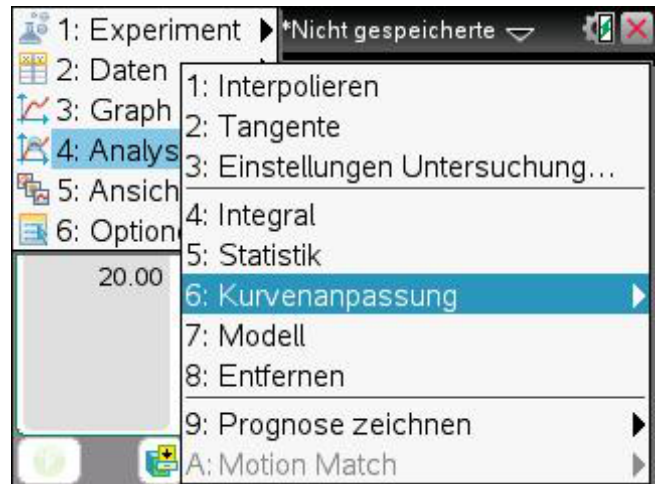 1: Experiment
*Nicht gespeicherte
2: Daten
3: Graph
4: Analys
5: Ansich
6: Option
20.00
1: Interpolieren
2: Tangente
3: Einstellungen Untersuchung...
4: Integral
5: Statistik
6: Kurvenanpassung
7: Modell
8: Entfernen
9: Prognose zeichnen
A: Motion Match